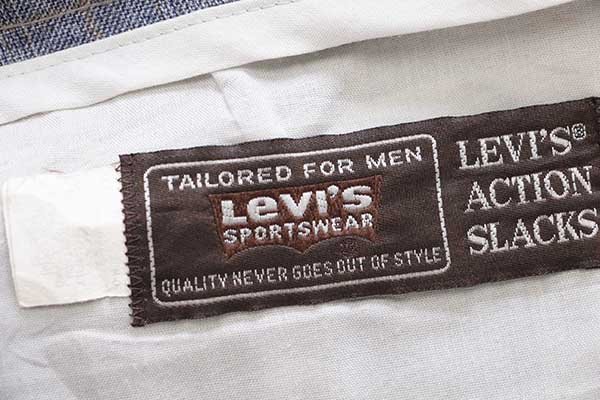 TAILORED FOR MEN
Levi's
SPORTSWEAR
QUALITY NEVER GOES OUT OF STYLE
LEVI'S®
ACTION
SLACKS